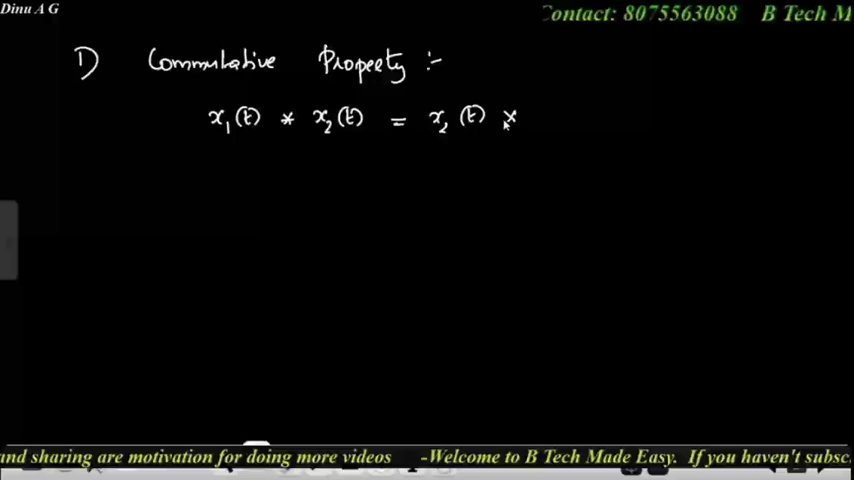 Dinu A G
Contact: 8075563088 B Tech M
1) Commutative Property :-
x₁(t) * x₂(t) = x₂(t) *
and sharing are motivation for doing more videos -Welcome to B Tech Made Easy. If you haven't subsc